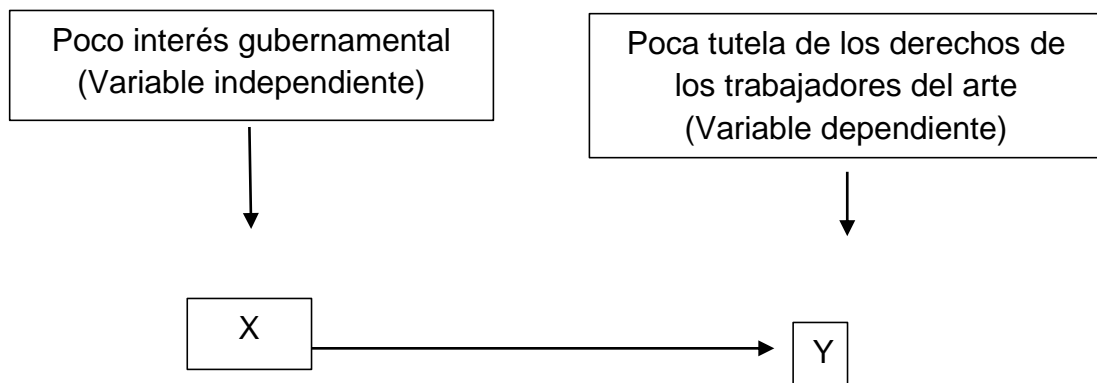 Poco interés gubernamental
(Variable independiente)
Poca tutela de los derechos de
los trabajadores del arte
(Variable dependiente)
X
Y